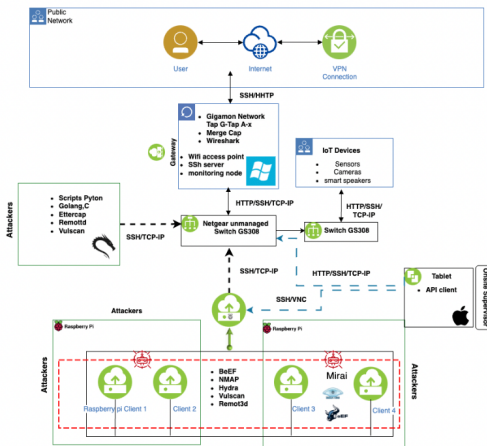 Public
Network
User
Internet
VPN
Connection
SSH/HHTP
Gigamon Network
Tap G-Tap A-x
Merge Cap
Wireshark
Wifi access point
SSh server
monitoring node
Gateway
IoT Devices
Sensors
Cameras
smart speakers
HTTP/SSH/TCP-IP
HTTP/SSH/
TCP-IP
Attackers
Scripts Pyton
Golang,C
Ettercap
Remottd
Vulscan
SSH/TCP-IP
Netgear unmanaged
Switch GS308
Switch GS308
SSH/TCP-IP
HTTP/SSH/TCP-IP
SSH/VNC
Tablet
API client
Onsite Supervisor
Attackers
Raspberry Pi
Raspberry Pi
Attackers
Attackers
BeEF
NMAP
Hydra
Vulscan
Remot3d
Mirai
Raspberry pi Client 1
Client 2
Client 3
Client 4